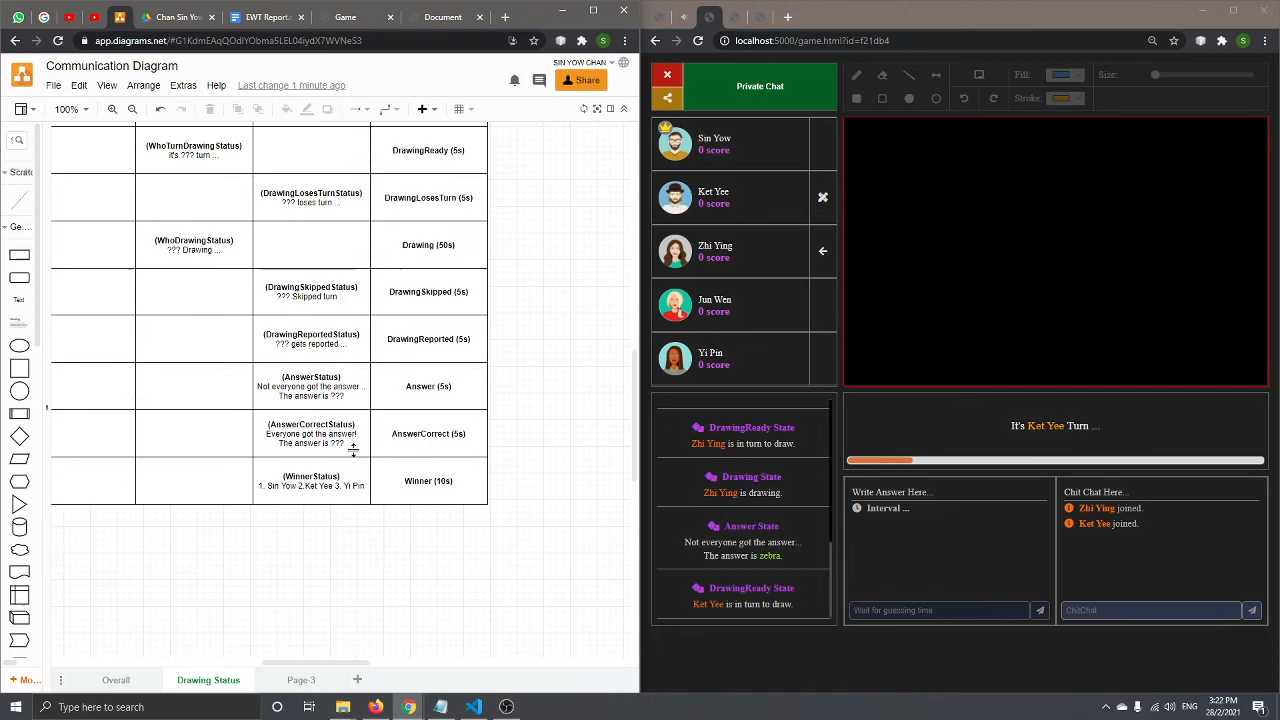 Chan Sin Yow
EWT Repor
Game
Document
app.diagrams.net/#G1KdmEAqQOdlYObma5LEL04iydX7WVNeS3
S
Communication Diagram
SIN YOW CHAN
File Edit View Arrange Extras Help Last change 1 minute ago
Share
100%
Scratc
Ge...
Text
(WhoTurnDrawingStatus)
it's ??? turn ...
DrawingReady (5s)
(DrawingLosesTurnStatus)
??? loses turn ...
DrawingLosesTurn (5s)
(WhoDrawingStatus)
??? Drawing ...
Drawing (50s)
(DrawingSkippedStatus)
??? Skipped turn ...
DrawingSkipped (5s)
(DrawingReportedStatus)
??? gets reported ...
DrawingReported (5s)
(AnswerStatus)
Not everyone got the answer...
The answer is ???
Answer (5s)
(AnswerCorrectStatus)
Everyone got the answer!
The answer is ???
AnswerCorrect (5s)
(WinnerStatus)
1. Sin Yow 2.Ket Yee 3. Yi Pin
Winner (10s)
+ Mo...
Overall
Drawing Status
Page-3
localhost:5000/game.html?id=f21db4
S
Private Chat
Fill:
Size:
Stroke:
Sin Yow
0 score
Ket Yee
0 score
Zhi Ying
0 score
Jun Wen
0 score
Yi Pin
0 score
DrawingReady State
Zhi Ying is in turn to draw.
Drawing State
Zhi Ying is drawing.
Answer State
Not everyone got the answer...
The answer is zebra.
DrawingReady State
Ket Yee is in turn to draw.
It's Ket Yee Turn ...
Write Answer Here...
Interval ...
Wait for guessing time
Chit Chat Here...
Zhi Ying joined.
Ket Yee joined.
ChitChat
Type here to search
ENG
3:22 PM
28/2/2021